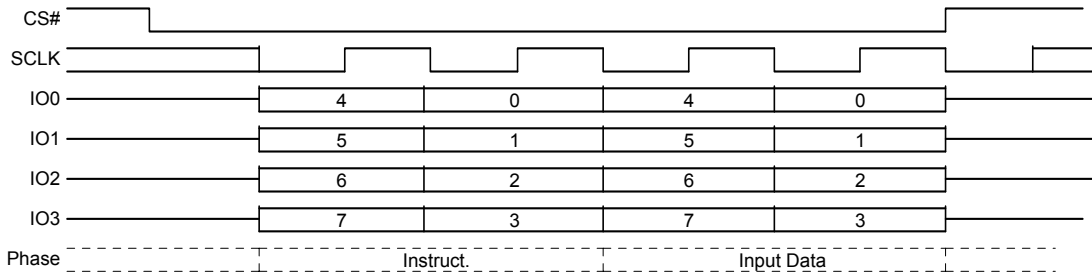 CS#
SCLK
IO0 4 0 4 0
IO1 5 1 5 1
IO2 6 2 6 2
IO3 7 3 7 3
Phase Instruct. Input Data